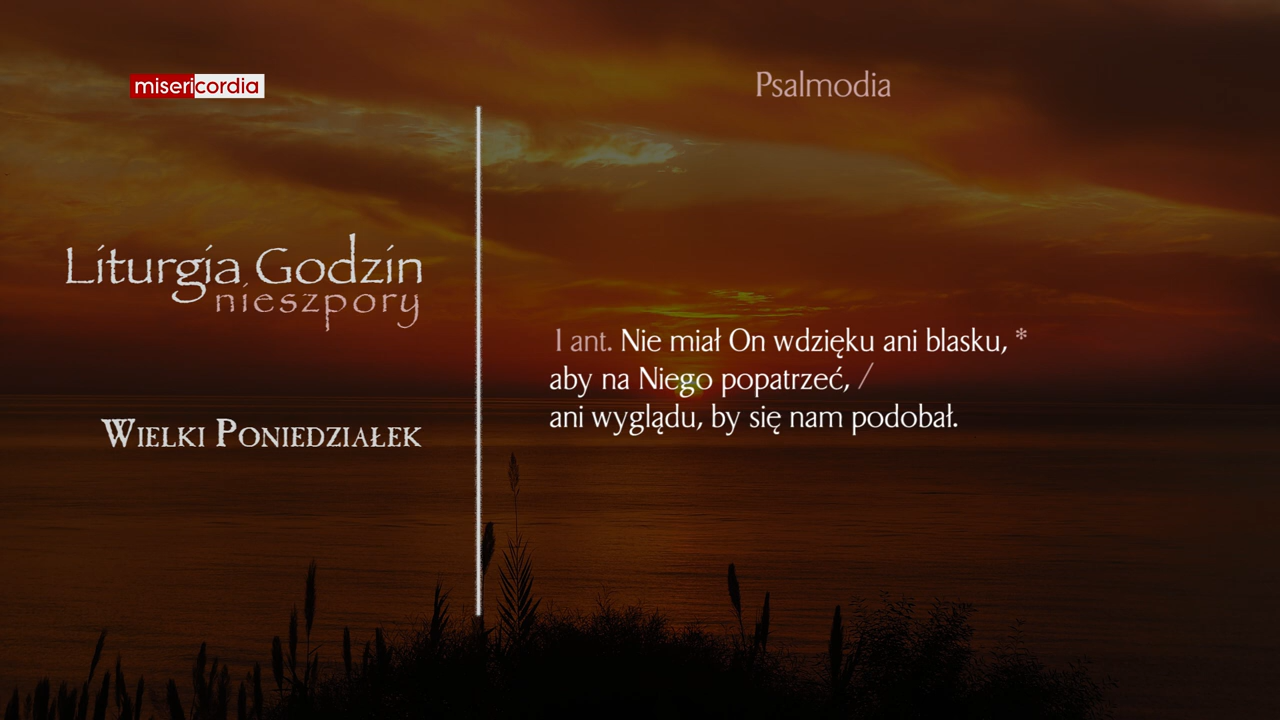 misericordia
Psalmodia
Liturgia Godzin
nieszpory
Wielki Poniedziałek
1 ant. Nie miał On wdzięku ani blasku, *
aby na Niego popatrzeć, /
ani wyglądu, by się nam podobał.